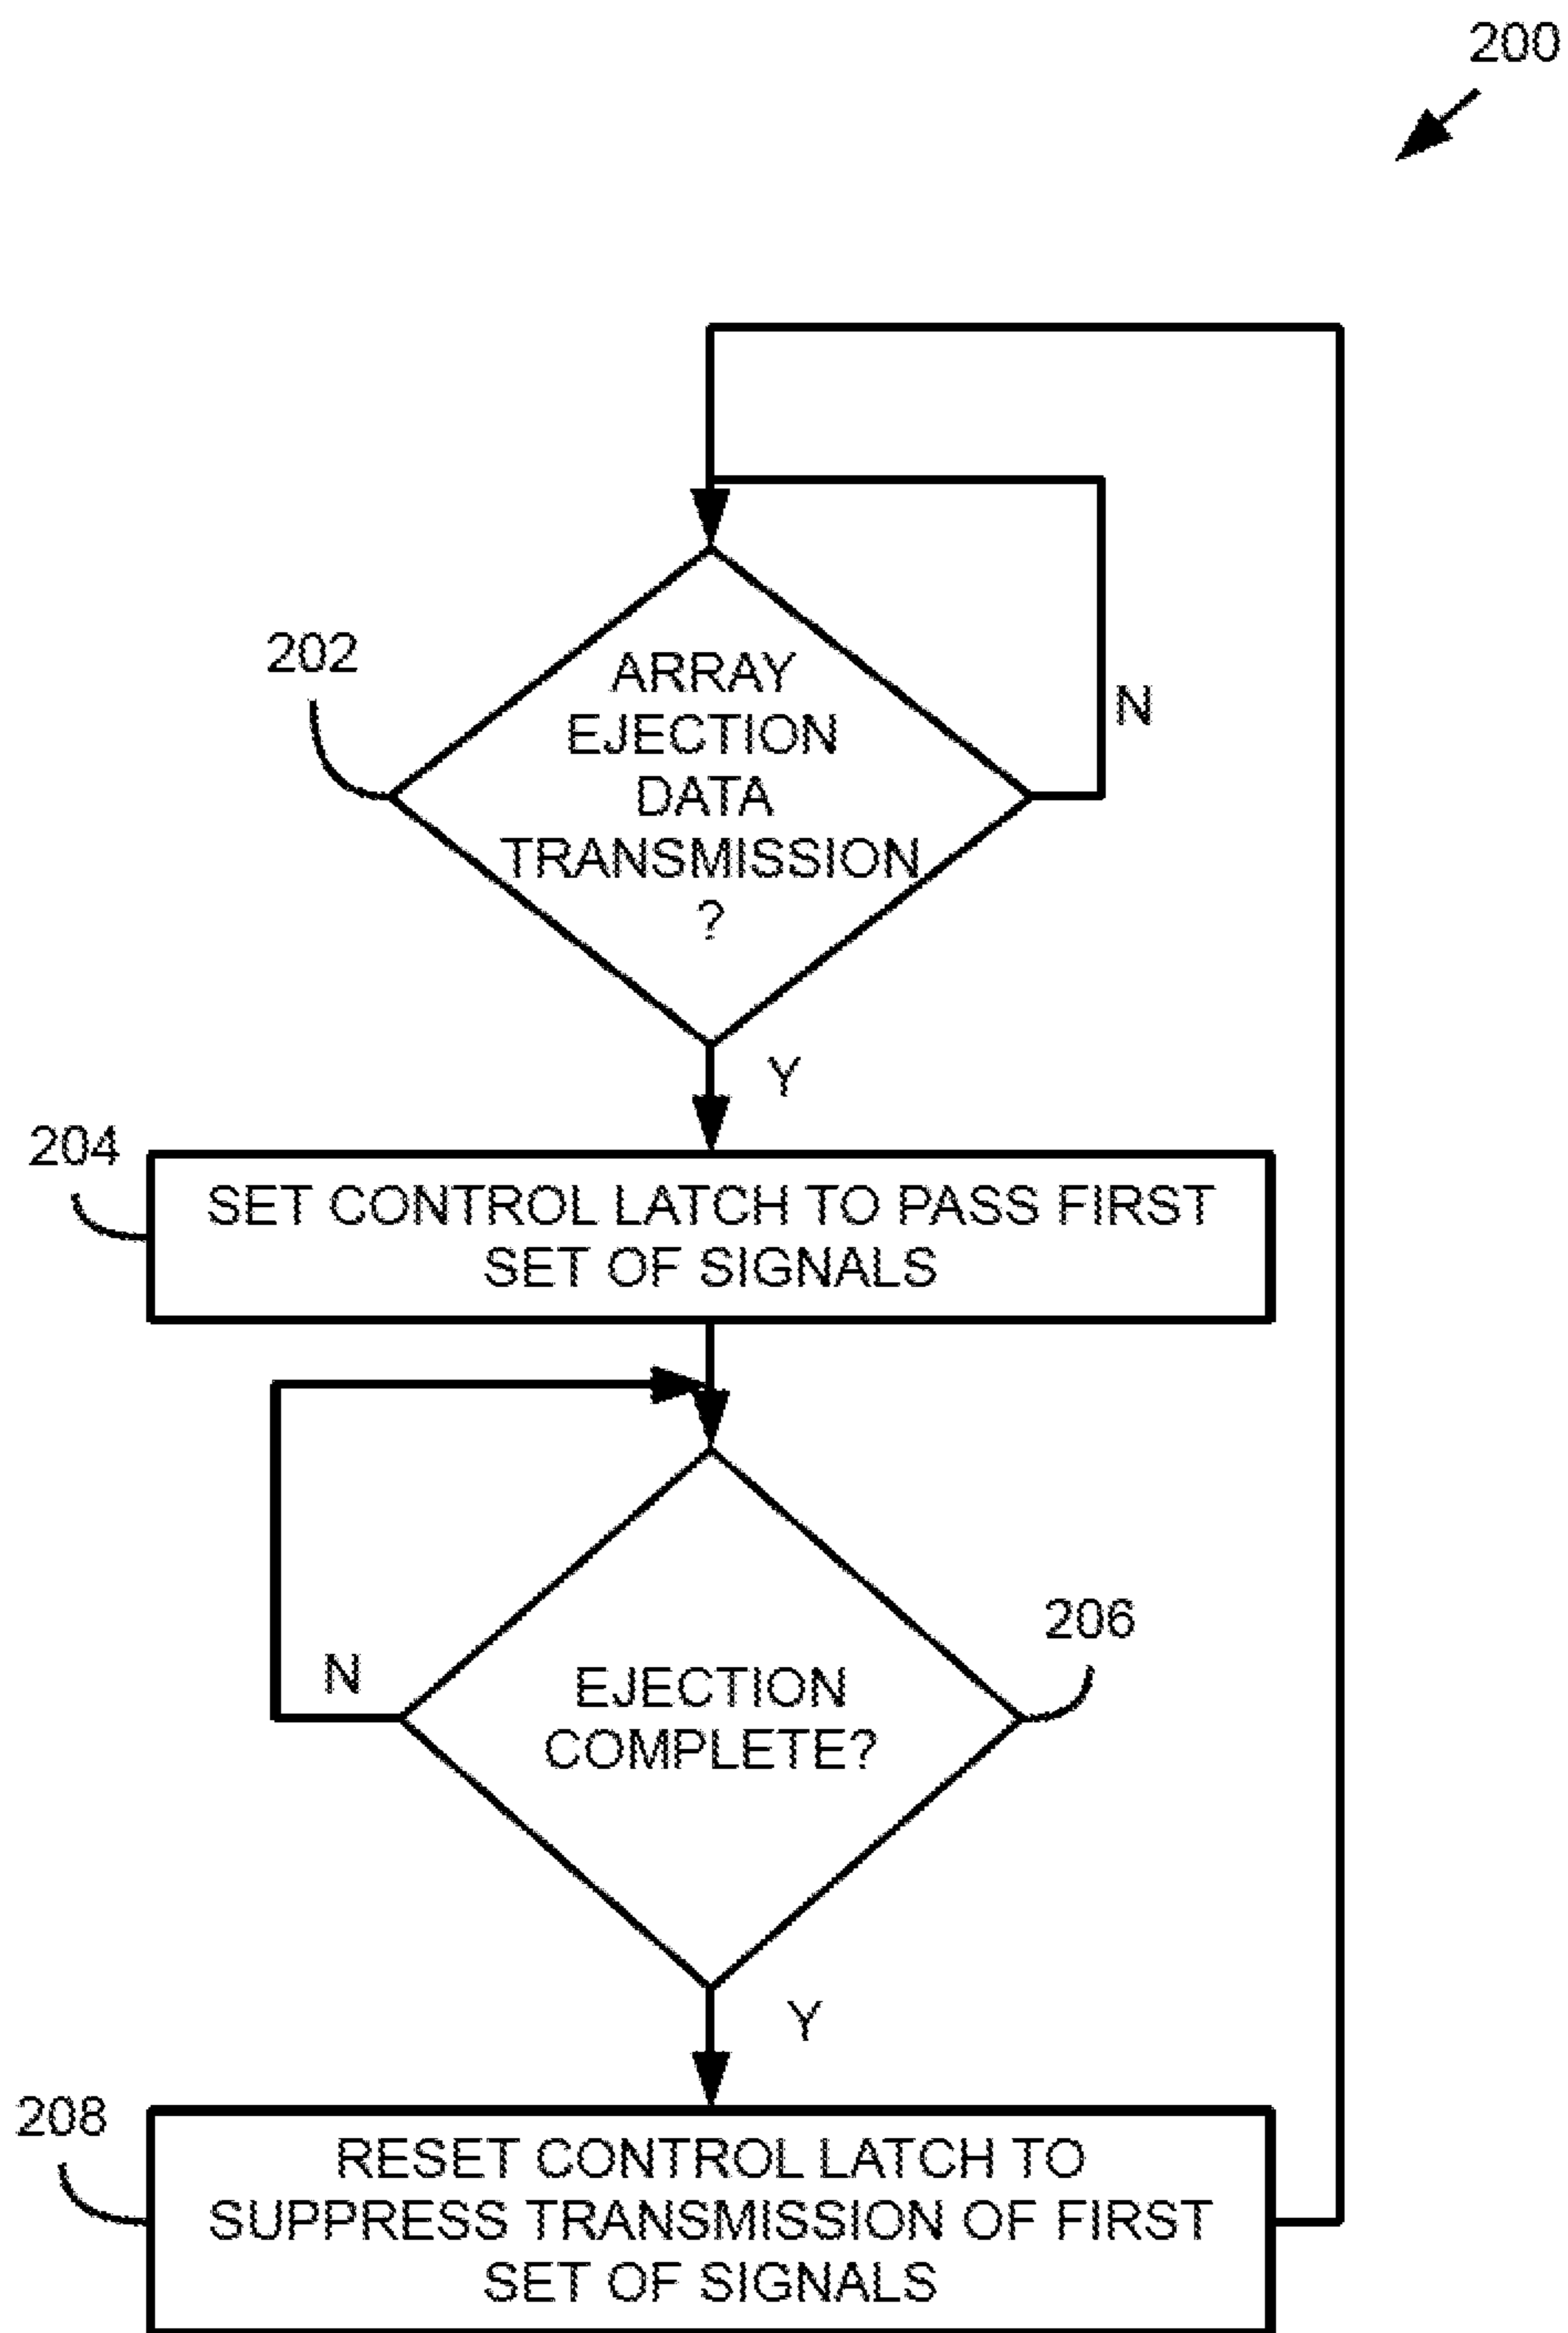 200
202
ARRAY
EJECTION
DATA
TRANSMISSION
?
N
Y
204
SET CONTROL LATCH TO PASS FIRST
SET OF SIGNALS
206
N
EJECTION
COMPLETE?
Y
208
RESET CONTROL LATCH TO
SUPPRESS TRANSMISSION OF FIRST
SET OF SIGNALS